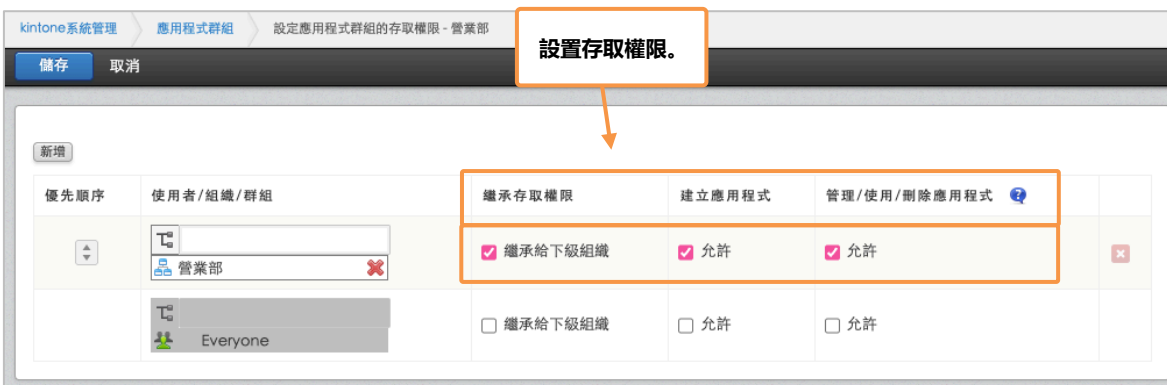 kintone系統管理 應用程式群組 設定應用程式群組的存取權限 - 營業部
設置存取權限。
儲存 取消
新增
優先順序 使用者/組織/群組 繼承存取權限 建立應用程式 管理/使用/刪除應用程式
繼承給下級組織 允許 允許
營業部
繼承給下級組織 允許 允許
Everyone